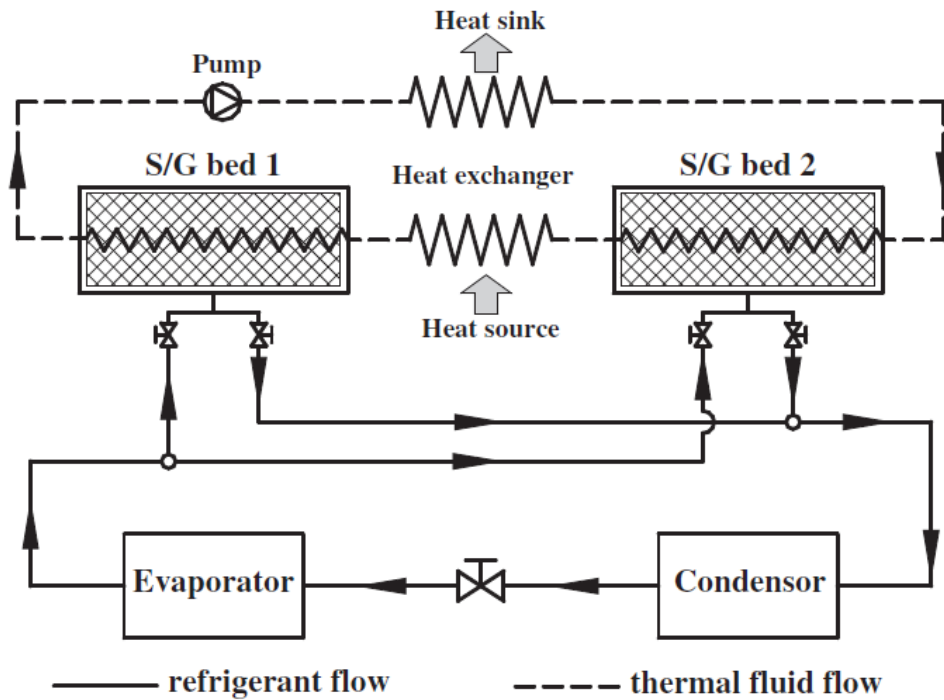 Heat sink
Pump
S/G bed 1
Heat exchanger
S/G bed 2
Heat source
Evaporator
Condensor
refrigerant flow
thermal fluid flow